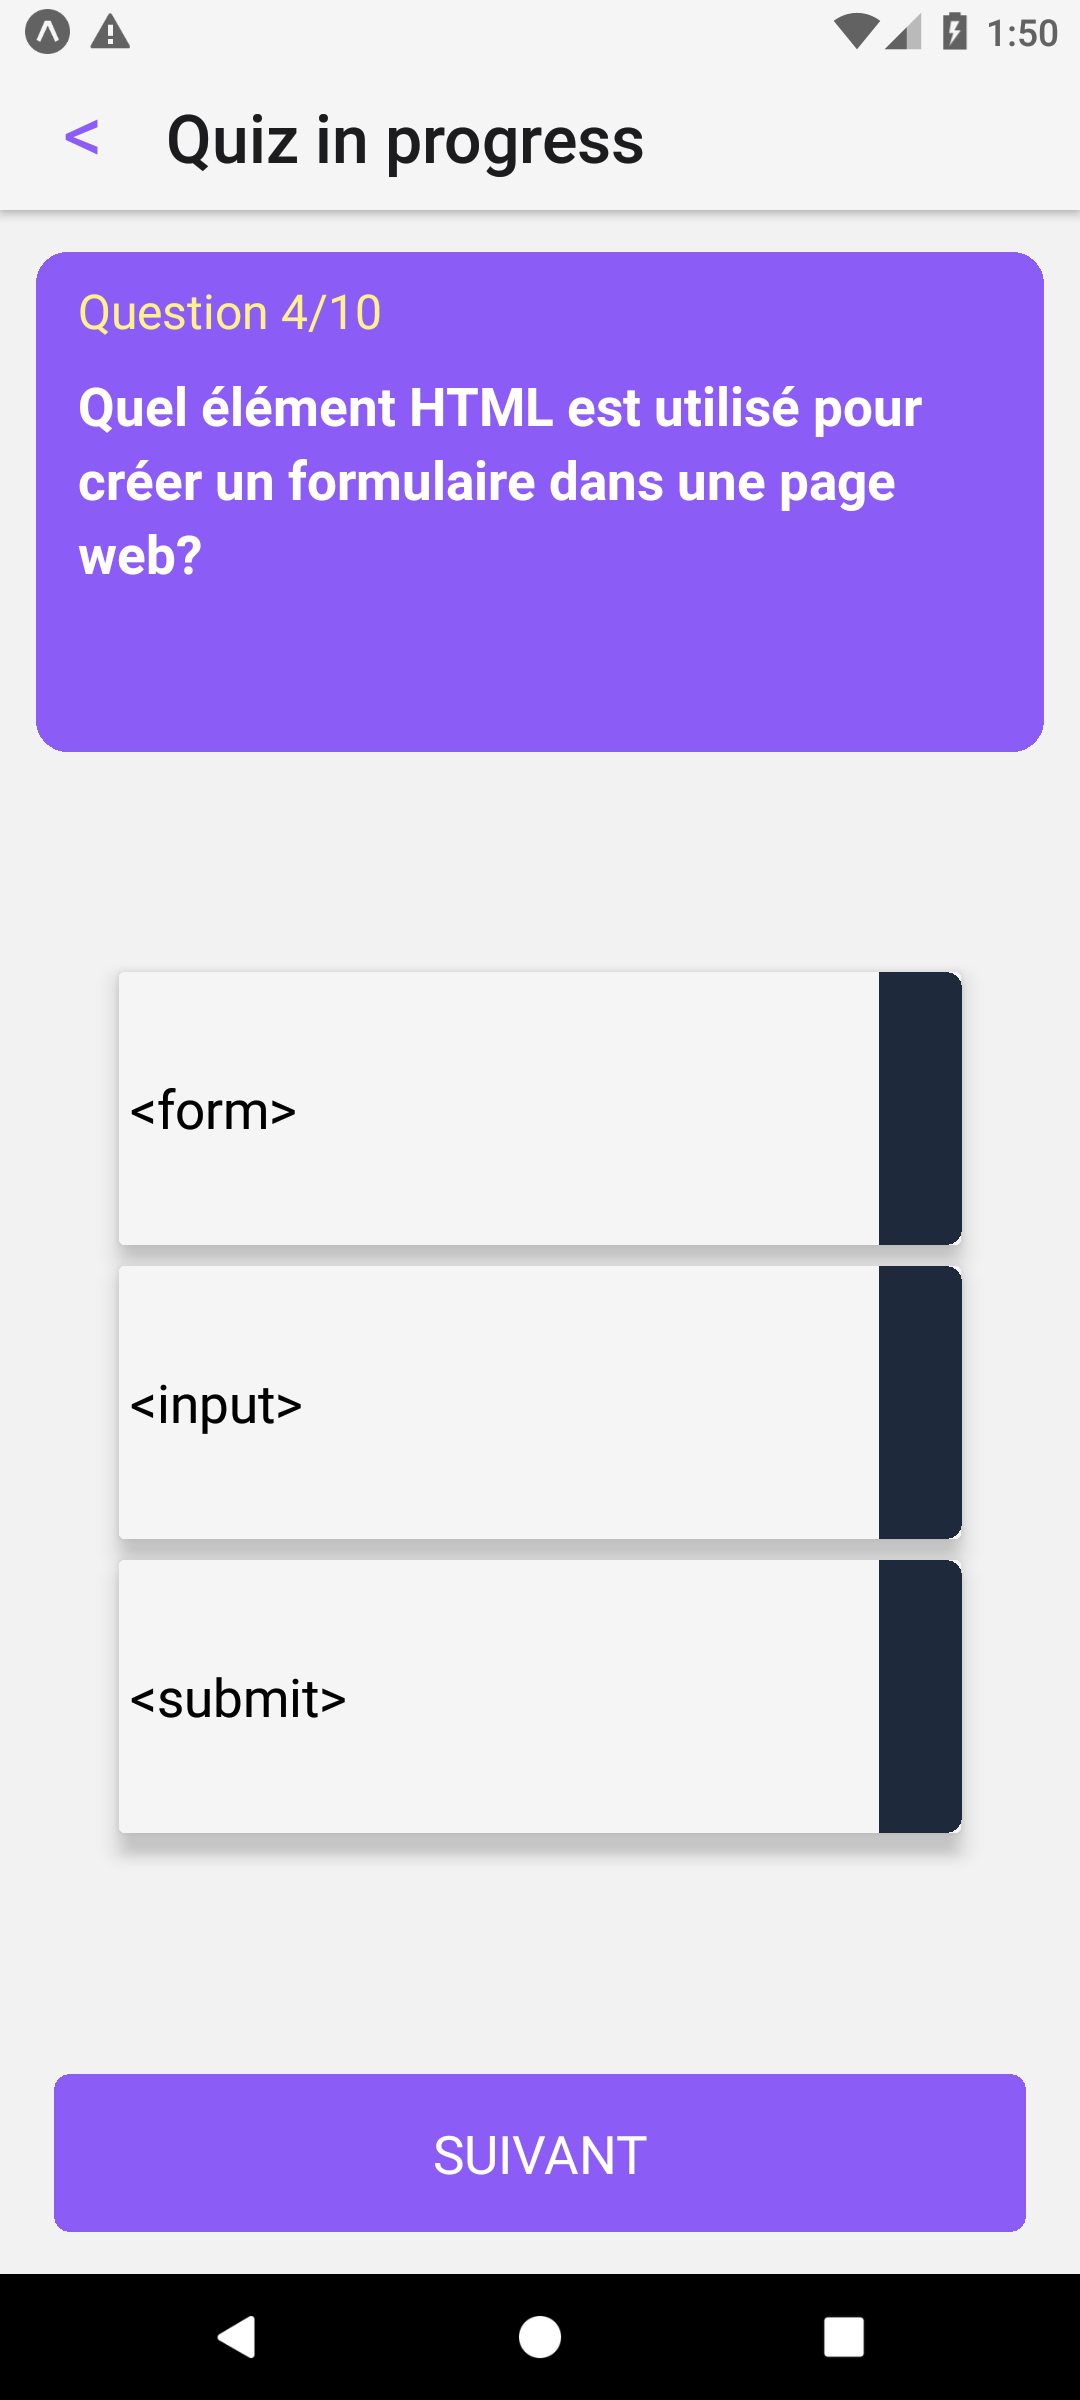 1:50
< Quiz in progress
Question 4/10
Quel élément HTML est utilisé pour
créer un formulaire dans une page
web?
<form>
<input>
<submit>
SUIVANT